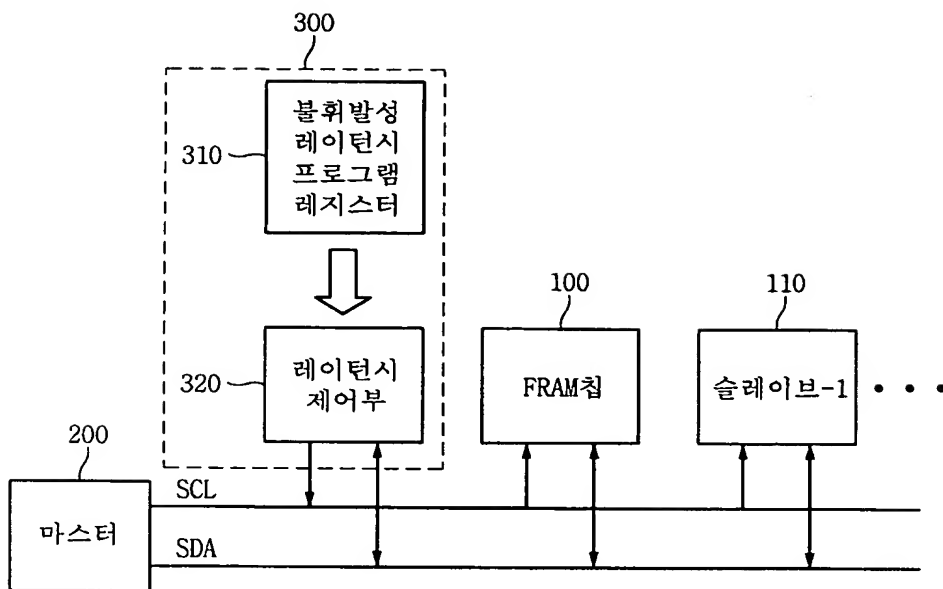 300
불휘발성
레이턴시
프로그램
레지스터
310
100
110
레이턴시
제어부
320
FRAM칩
슬레이브-1
• • •
200
마스터
SCL
SDA